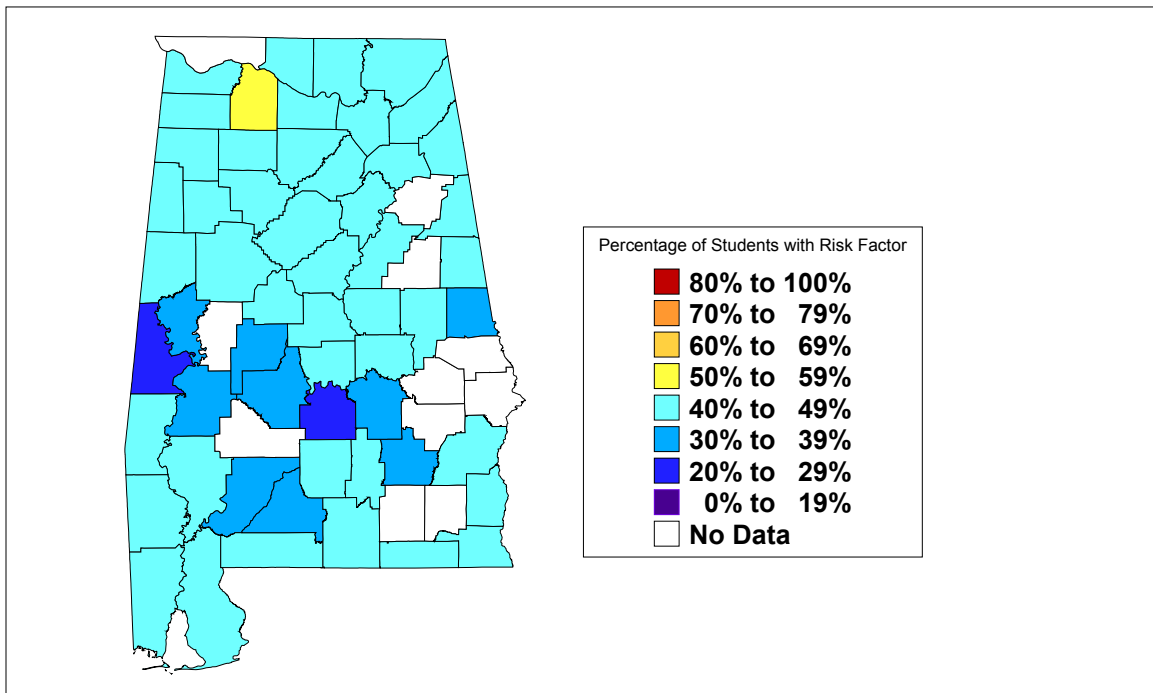 Percentage of Students with Risk Factor
80% to 100%
70% to 79%
60% to 69%
50% to 59%
40% to 49%
30% to 39%
20% to 29%
0% to 19%
No Data